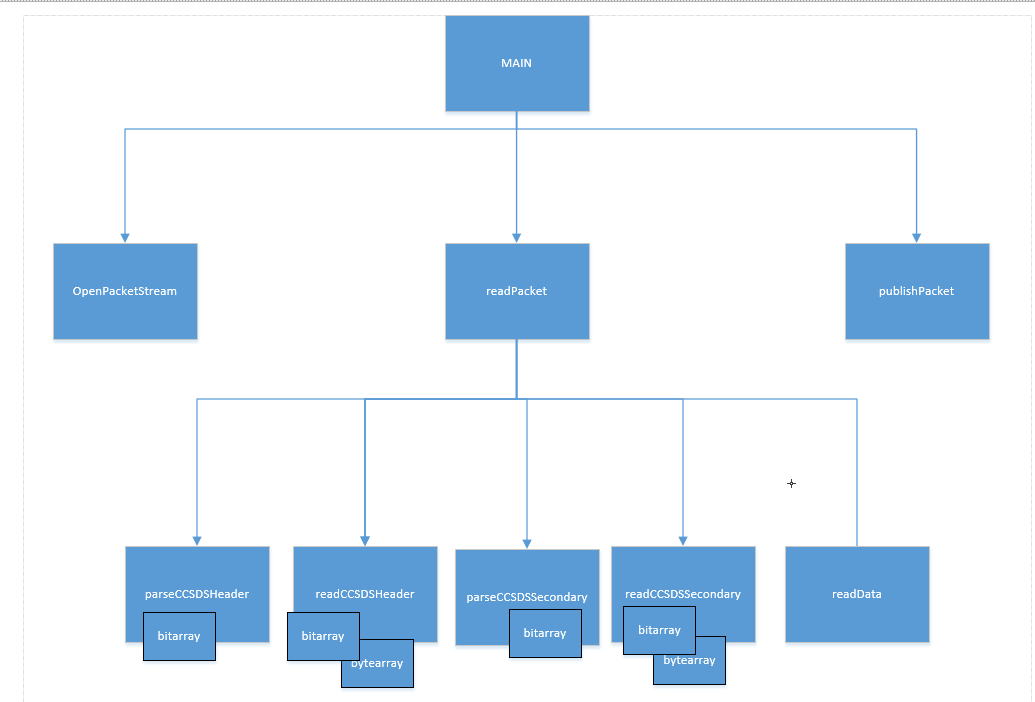 MAIN
OpenPacketStream
readPacket
publishPacket
parseCCSDSHeader
readCCSDSHeader
parseCCSDSSecondary
readCCSDSSecondary
readData
bitarray
bitarray
bytearray
bitarray
bitarray
bytearray